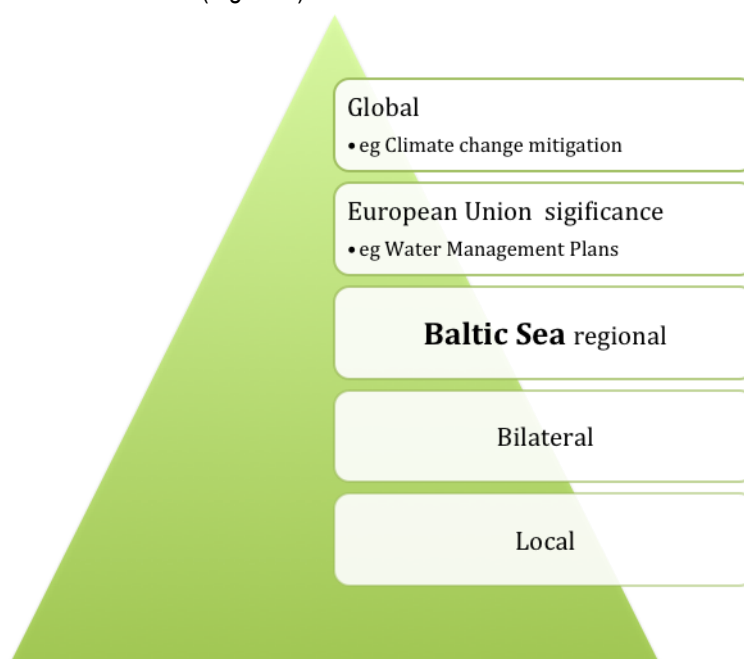 Global
• eg Climate change mitigation
European Union sigificance
• eg Water Management Plans
Baltic Sea regional
Bilateral
Local